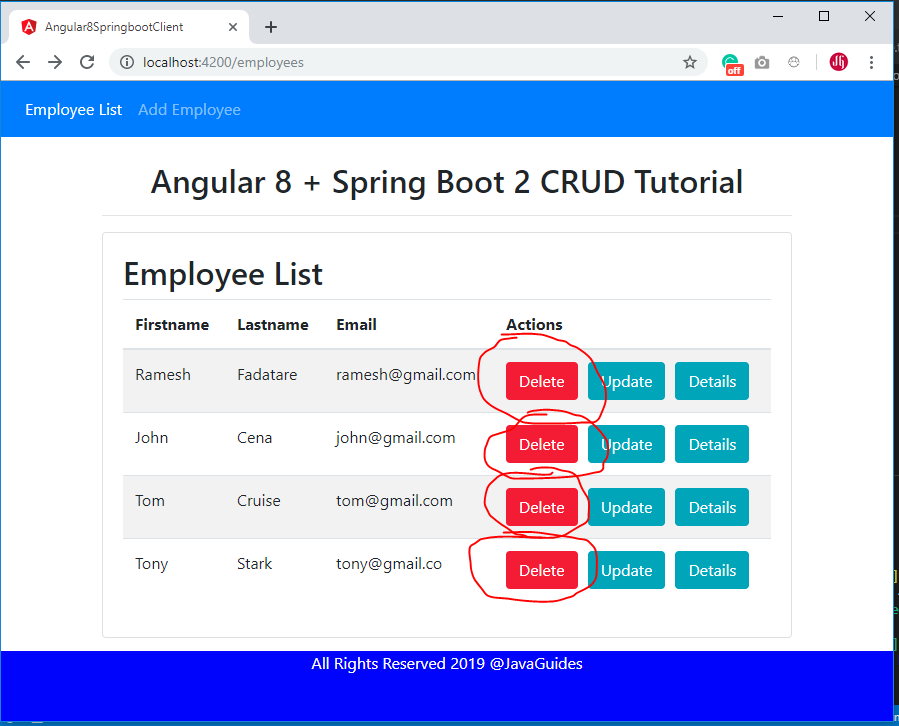 Angular8SpringbootClient
localhost:4200/employees
off
Employee List Add Employee
Angular 8 + Spring Boot 2 CRUD Tutorial
Employee List
Firstname Lastname Email Actions
Ramesh Fadatare ramesh@gmail.com Delete Update Details
John Cena john@gmail.com Delete Update Details
Tom Cruise tom@gmail.com Delete Update Details
Tony Stark tony@gmail.co Delete Update Details
All Rights Reserved 2019 @JavaGuides